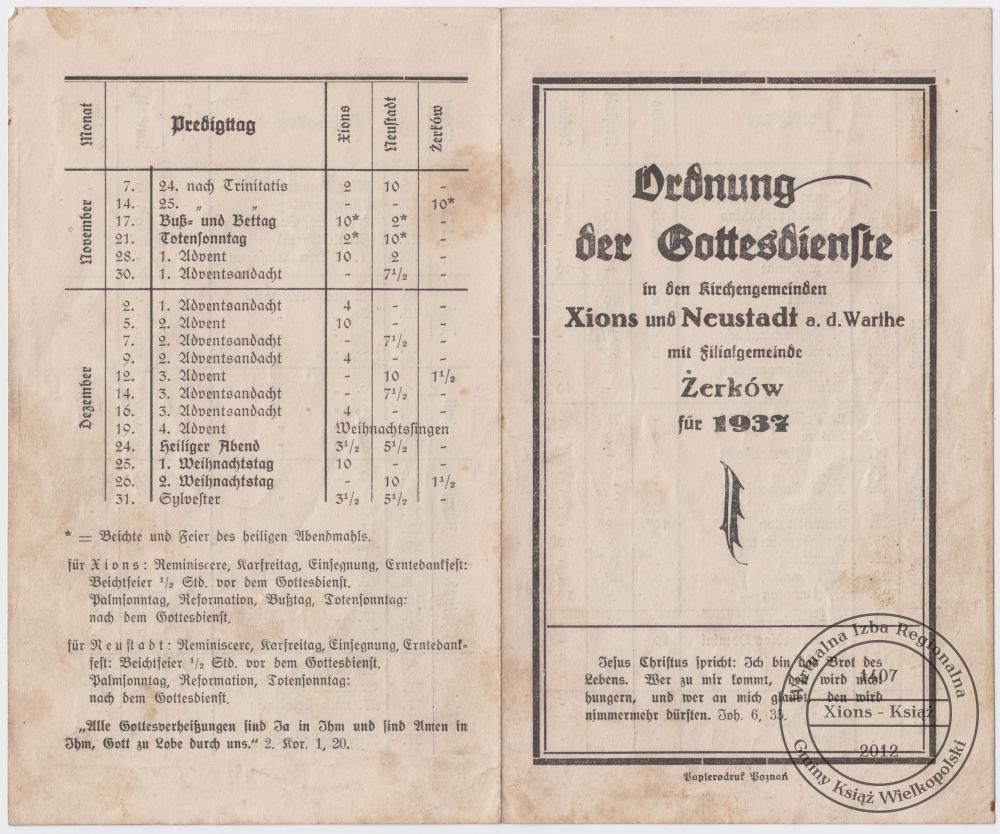 Monat Predigttag Xions Neustadt Żerków
November
7. 24. nach Trinitatis 2 10 -
14. 25. „ „ - - 10*
17. Buß- und Bettag 10* 2* -
21. Totensonntag 2* 10* -
28. 1. Advent 10 2 -
30. 1. Adventsandacht - 7½ -
Dezember
2. 1. Adventsandacht 4 - -
5. 2. Advent 10 - -
7. 2. Adventsandacht - 7½ -
9. 2. Adventsandacht 4 - -
12. 3. Advent - 10 1½
14. 3. Adventsandacht - 7½ -
16. 3. Adventsandacht 4 - -
19. 4. Advent Weihnachtssingen
24. Heiliger Abend 3½ 5½ -
25. 1. Weihnachtstag 10 - -
26. 2. Weihnachtstag - 10 1½
31. Sylvester 3½ 5½ -
* = Beichte und Feier des heiligen Abendmahls.
für Xions: Reminiscere, Karfreitag, Einsegnung, Erntedankfest:
Beichtfeier ½ Std. vor dem Gottesdienst.
Palmsonntag, Reformation, Bußtag, Totensonntag:
nach dem Gottesdienst.
für Neustadt: Reminiscere, Karfreitag, Einsegnung, Erntedank-
fest: Beichtfeier ½ Std. vor dem Gottesdienst.
Palmsonntag, Reformation, Totensonntag:
nach dem Gottesdienst.
„Alle Gottesverheißungen sind Ja in Ihm und sind Amen in
Ihm, Gott zu Lobe durch uns.“ 2. Kor. 1, 20.
Ordnung
der Gottesdienste
in den Kirchengemeinden
Xions und Neustadt a. d. Warthe
mit Filialgemeinde
Żerków
für 1937
Jesus Christus spricht: Ich bin das Brot des
Lebens. Wer zu mir kommt, den wird nicht
hungern, und wer an mich glaubt, den wird
nimmermehr dürsten. Joh. 6, 35.
Papierodruk Poznań
Wirtualna Izba Regionalna
1407
Xions - Książ
2012
Gminy Książ Wielkopolski